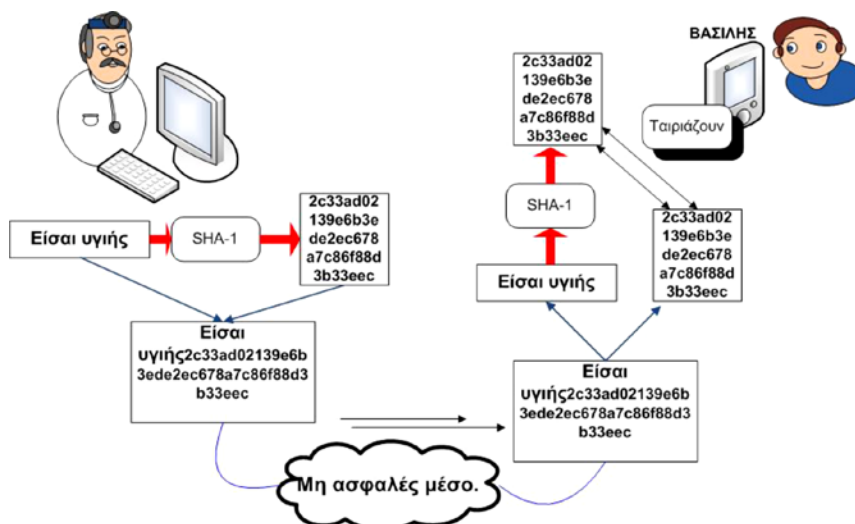 ΒΑΣΙΛΗΣ
2c33ad02
139e6b3e
de2ec678
a7c86f88d
3b33eec
Ταιριάζουν
Είσαι υγιής
SHA-1
2c33ad02
139e6b3e
de2ec678
a7c86f88d
3b33eec
SHA-1
Είσαι υγιής
2c33ad02
139e6b3e
de2ec678
a7c86f88d
3b33eec
Είσαι
υγιής2c33ad02139e6b
3ede2ec678a7c86f88d3
b33eec
Είσαι
υγιής2c33ad02139e6b
3ede2ec678a7c86f88d3
b33eec
Μη ασφαλές μέσο.